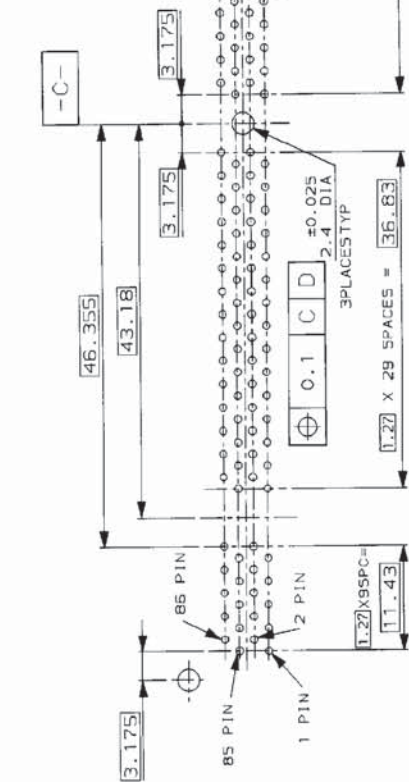 -C-
3.175
3.175
46.355
43.18
±0.025
2.4 DIA
3PLACESTYP
⌖ 0.1 C D
1.27 X 29 SPACES = 36.83
86 PIN
2 PIN
1.27X9SPC=
11.43
3.175
85 PIN
1 PIN